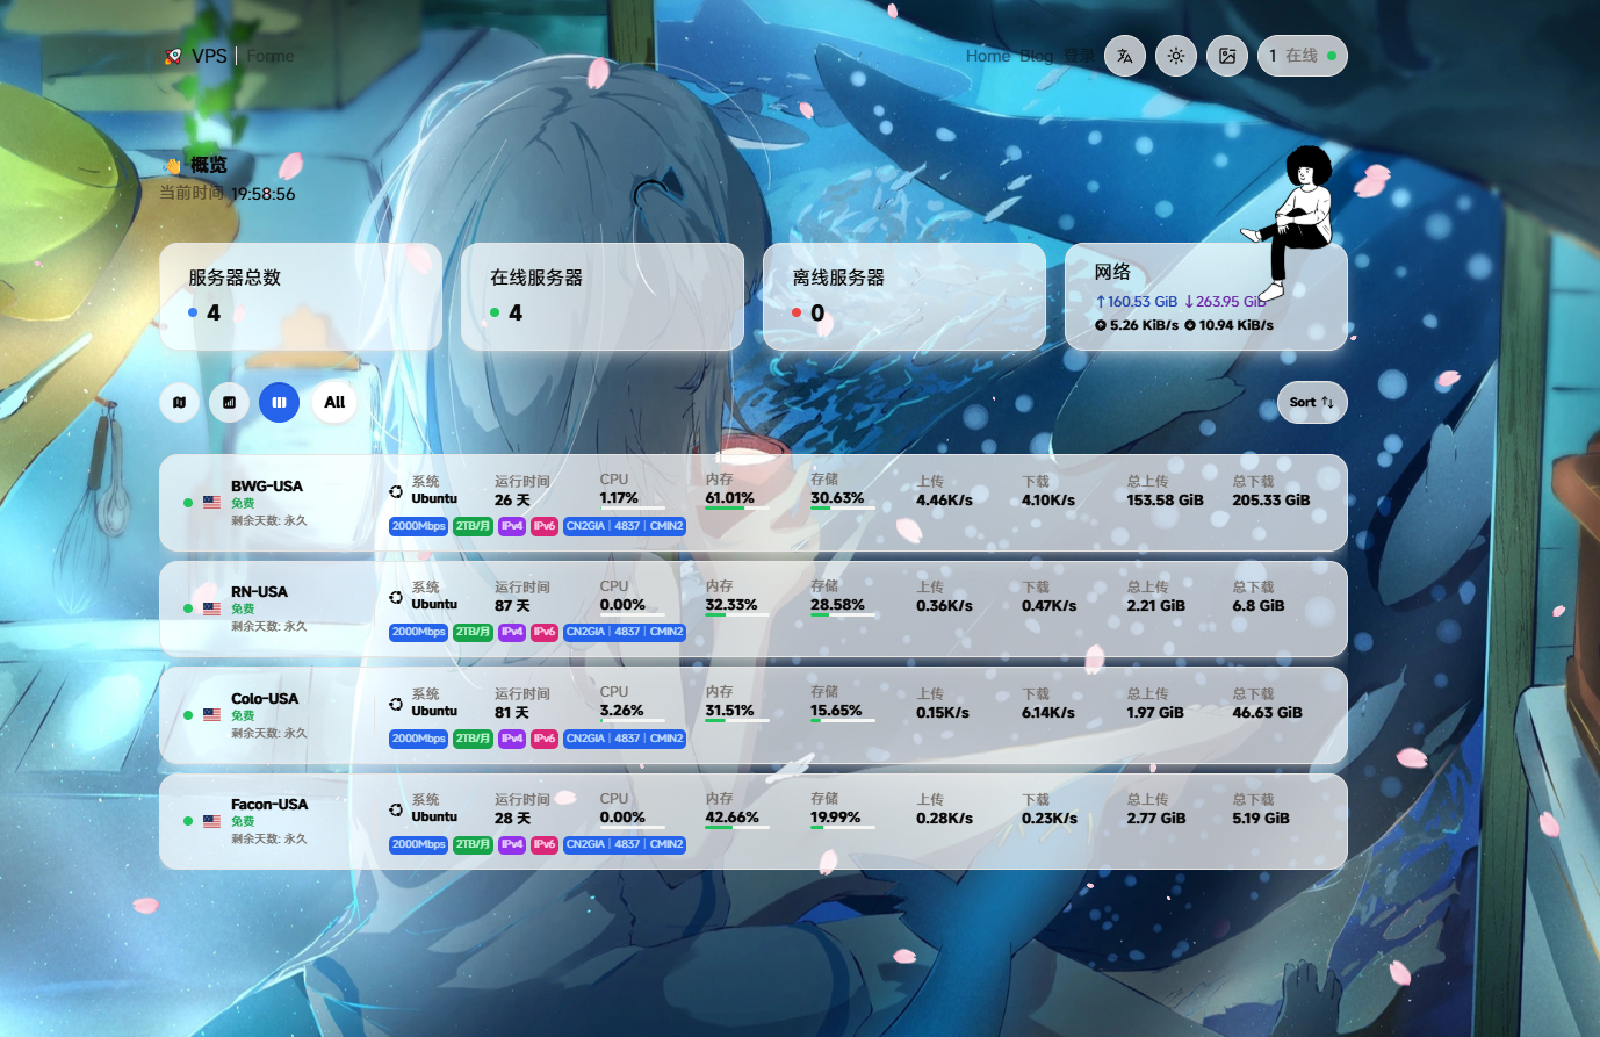 VPS | Forme
Home Blog 登录 1 在线
概览
当前时间 19:58:56
服务器总数
4
在线服务器
4
离线服务器
0
网络
↑160.53 GiB ↓263.95 GiB
5.26 KiB/s 10.94 KiB/s
All
Sort ↑↓
BWG-USA
免费
剩余天数: 永久
系统 运行时间 CPU 内存 存储 上传 下载 总上传 总下载
Ubuntu 26 天 1.17% 61.01% 30.63% 4.46K/s 4.10K/s 153.58 GiB 205.33 GiB
2000Mbps 2TB/月 IPv4 IPv6 CN2GIA | 4837 | CMIN2
RN-USA
免费
剩余天数: 永久
系统 运行时间 CPU 内存 存储 上传 下载 总上传 总下载
Ubuntu 87 天 0.00% 32.33% 28.58% 0.36K/s 0.47K/s 2.21 GiB 6.8 GiB
2000Mbps 2TB/月 IPv4 IPv6 CN2GIA | 4837 | CMIN2
Colo-USA
免费
剩余天数: 永久
系统 运行时间 CPU 内存 存储 上传 下载 总上传 总下载
Ubuntu 81 天 3.26% 31.51% 15.65% 0.15K/s 6.14K/s 1.97 GiB 46.63 GiB
2000Mbps 2TB/月 IPv4 IPv6 CN2GIA | 4837 | CMIN2
Facon-USA
免费
剩余天数: 永久
系统 运行时间 CPU 内存 存储 上传 下载 总上传 总下载
Ubuntu 28 天 0.00% 42.66% 19.99% 0.28K/s 0.23K/s 2.77 GiB 5.19 GiB
2000Mbps 2TB/月 IPv4 IPv6 CN2GIA | 4837 | CMIN2